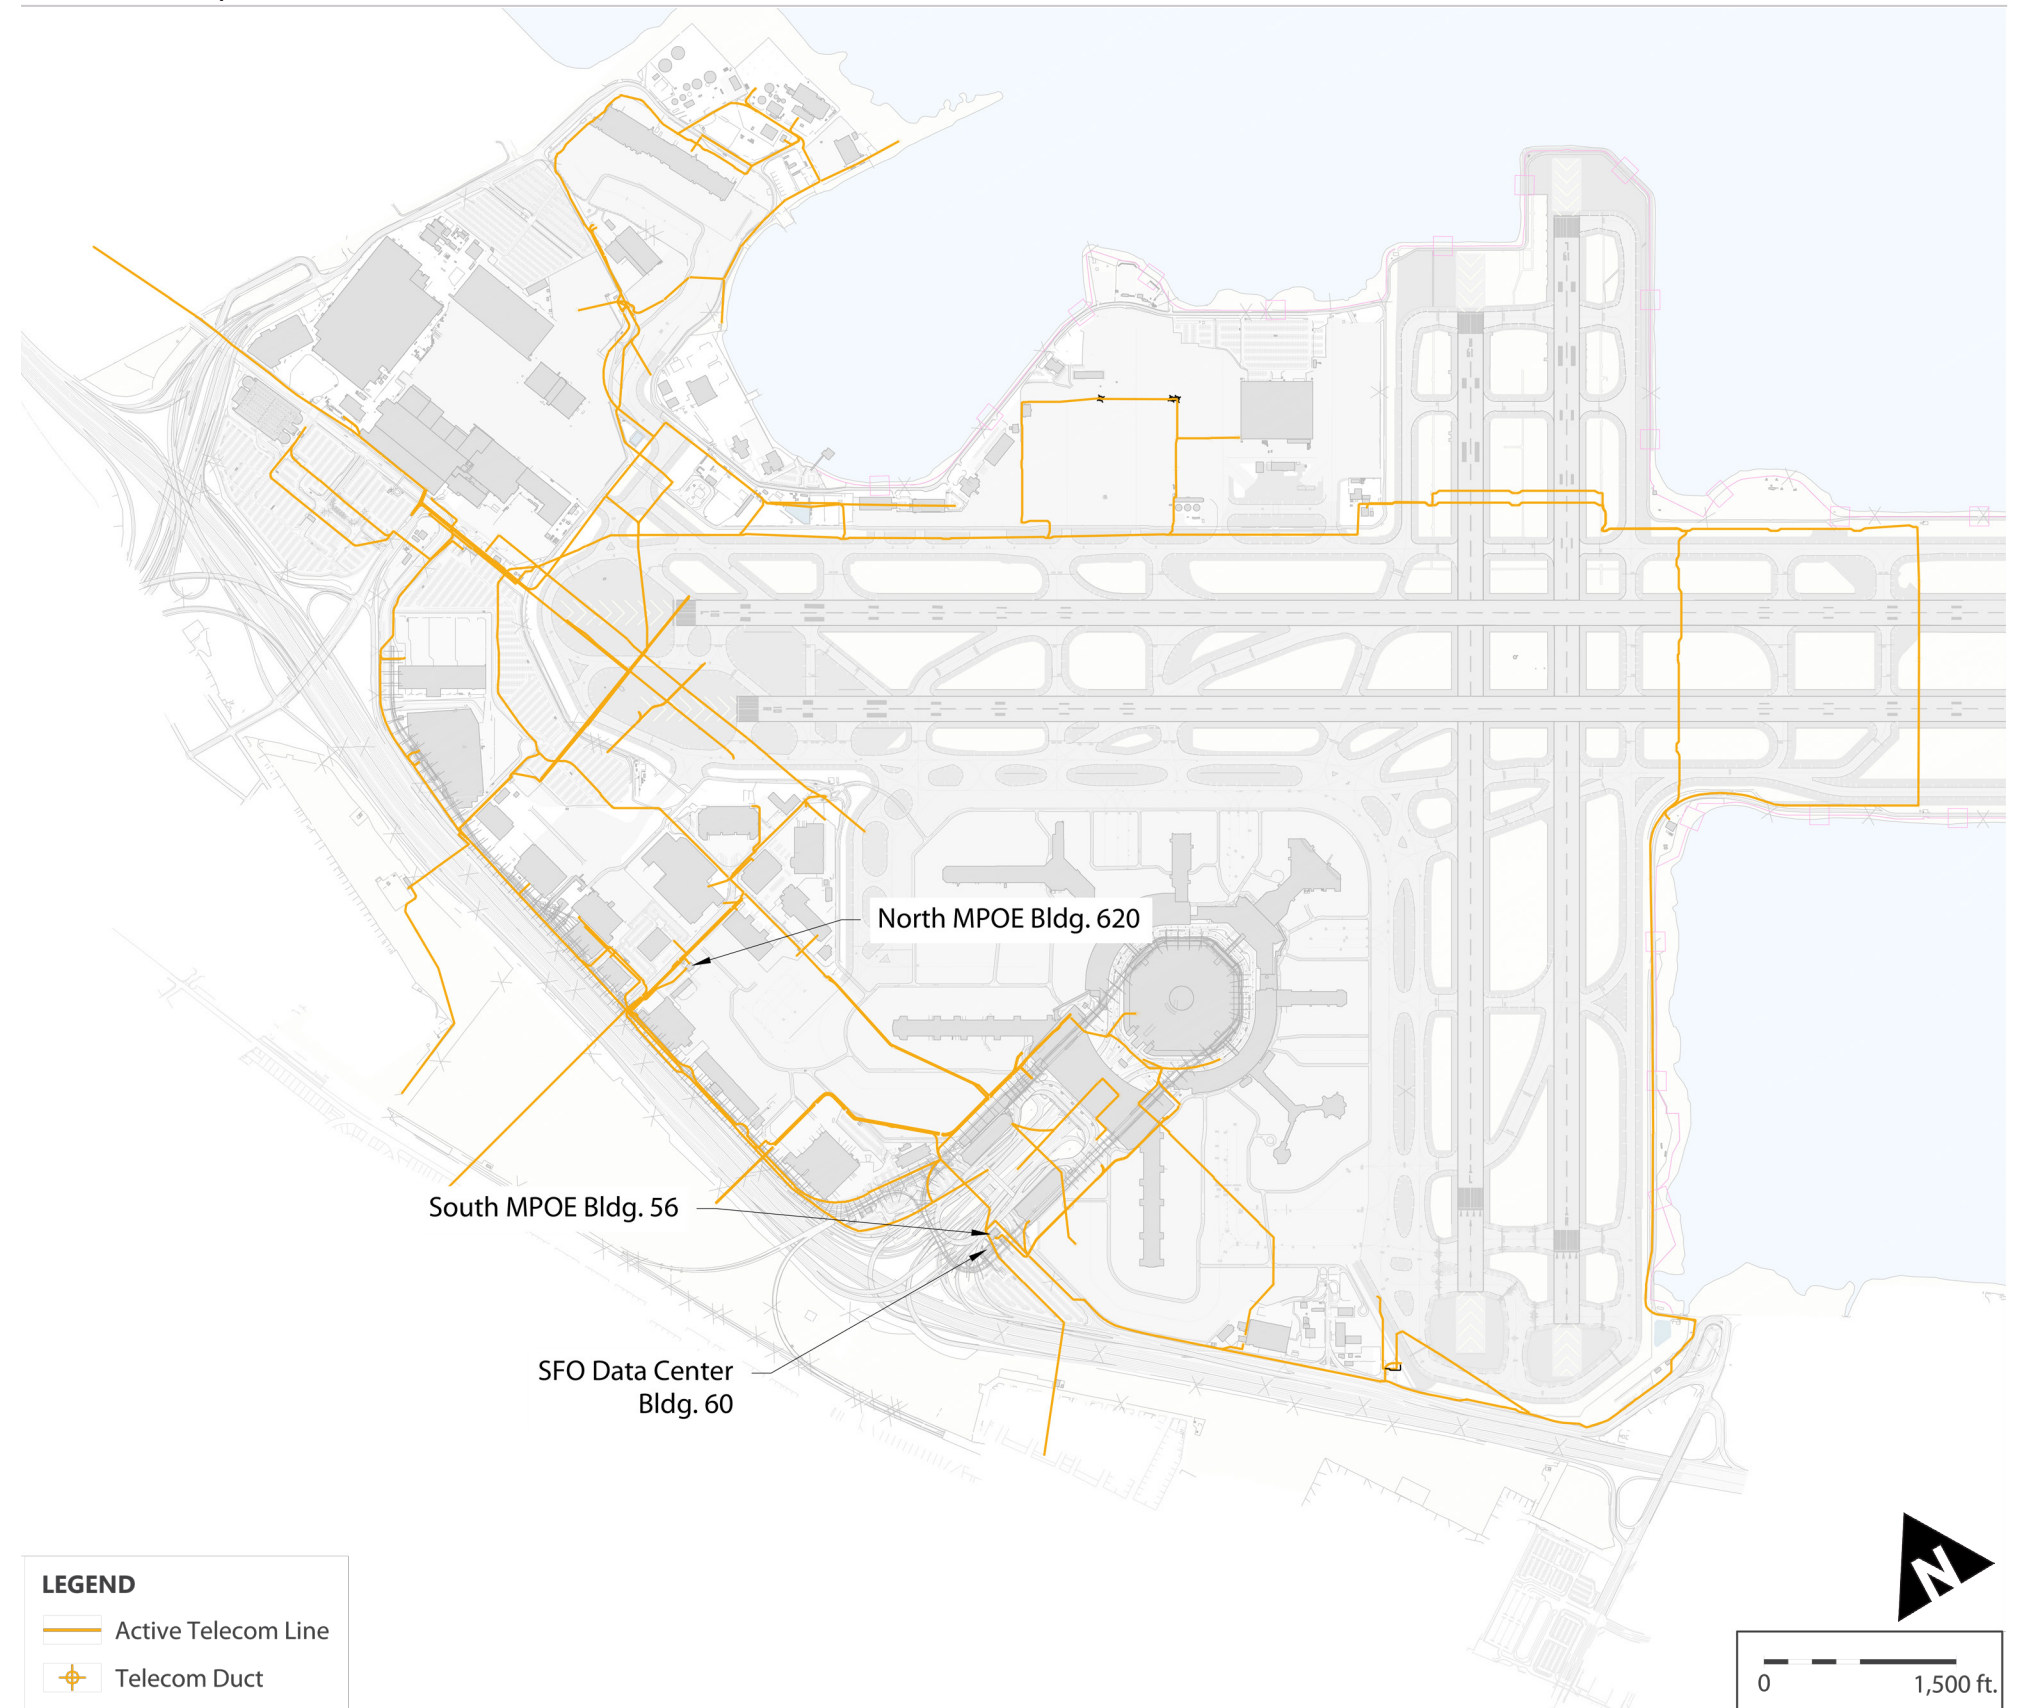 North MPOE Bldg. 620
South MPOE Bldg. 56
SFO Data Center
Bldg. 60
N
LEGEND
Active Telecom Line
Telecom Duct
0 1,500 ft.